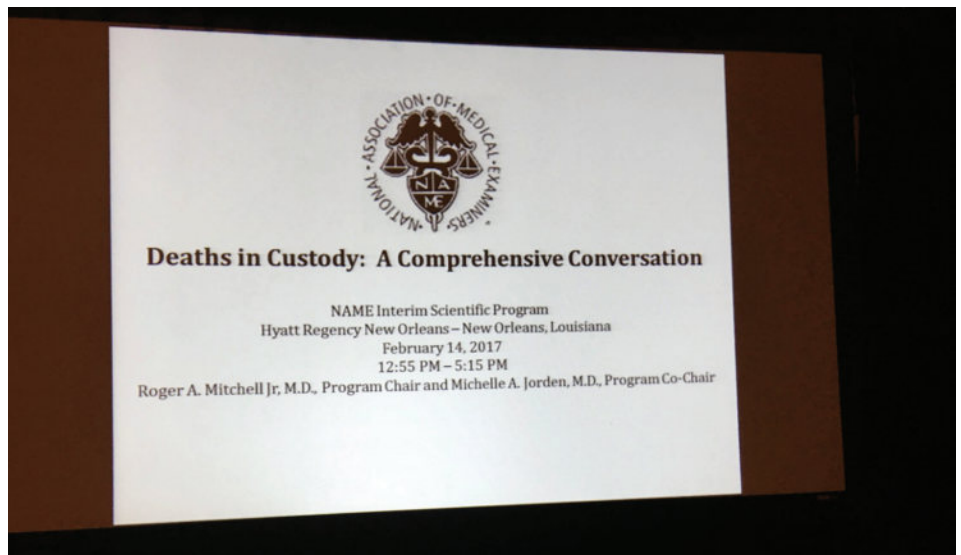 NATIONAL·ASSOCIATION·OF·MEDICAL·EXAMINERS·
N A
ME
Deaths in Custody: A Comprehensive Conversation
NAME Interim Scientific Program
Hyatt Regency New Orleans – New Orleans, Louisiana
February 14, 2017
12:55 PM – 5:15 PM
Roger A. Mitchell Jr, M.D., Program Chair and Michelle A. Jorden, M.D., Program Co-Chair